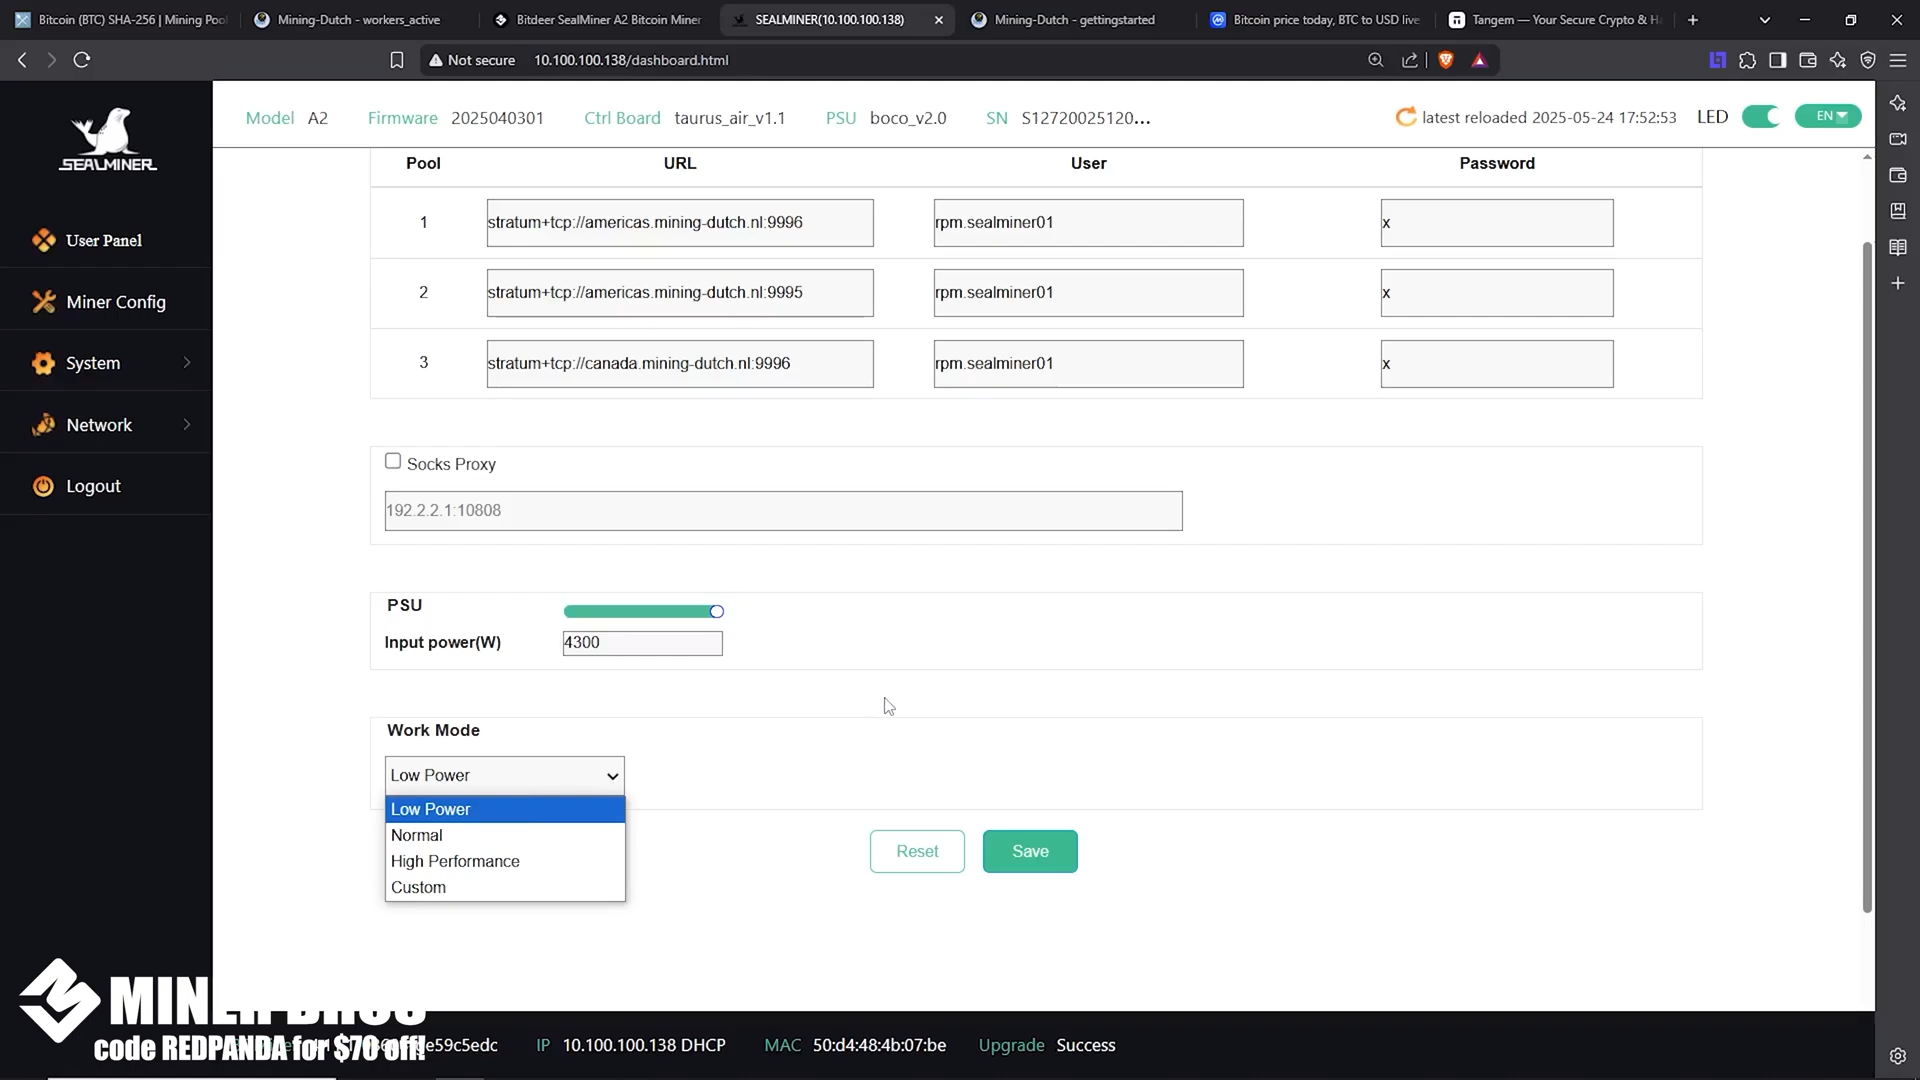 Bitcoin (BTC) SHA-256 | Mining Pool
Mining-Dutch - workers_active
Bitdeer SealMiner A2 Bitcoin Miner
SEALMINER(10.100.100.138)
Mining-Dutch - gettingstarted
Bitcoin price today, BTC to USD live
Tangem — Your Secure Crypto & Ha
Not secure 10.100.100.138/dashboard.html
SEALMINER
Model A2 Firmware 2025040301 Ctrl Board taurus_air_v1.1 PSU boco_v2.0 SN S12720025120... latest reloaded 2025-05-24 17:52:53 LED EN
User Panel
Miner Config
System
Network
Logout
Pool URL User Password
1 stratum+tcp://americas.mining-dutch.nl:9996 rpm.sealminer01 x
2 stratum+tcp://americas.mining-dutch.nl:9995 rpm.sealminer01 x
3 stratum+tcp://canada.mining-dutch.nl:9996 rpm.sealminer01 x
Socks Proxy
192.2.2.1:10808
PSU
Input power(W) 4300
Work Mode
Low Power
Low Power
Normal
High Performance
Custom
Reset Save
MINER BROS
code REDPANDA for $70 off!
e59c5edc IP 10.100.100.138 DHCP MAC 50:d4:48:4b:07:be Upgrade Success